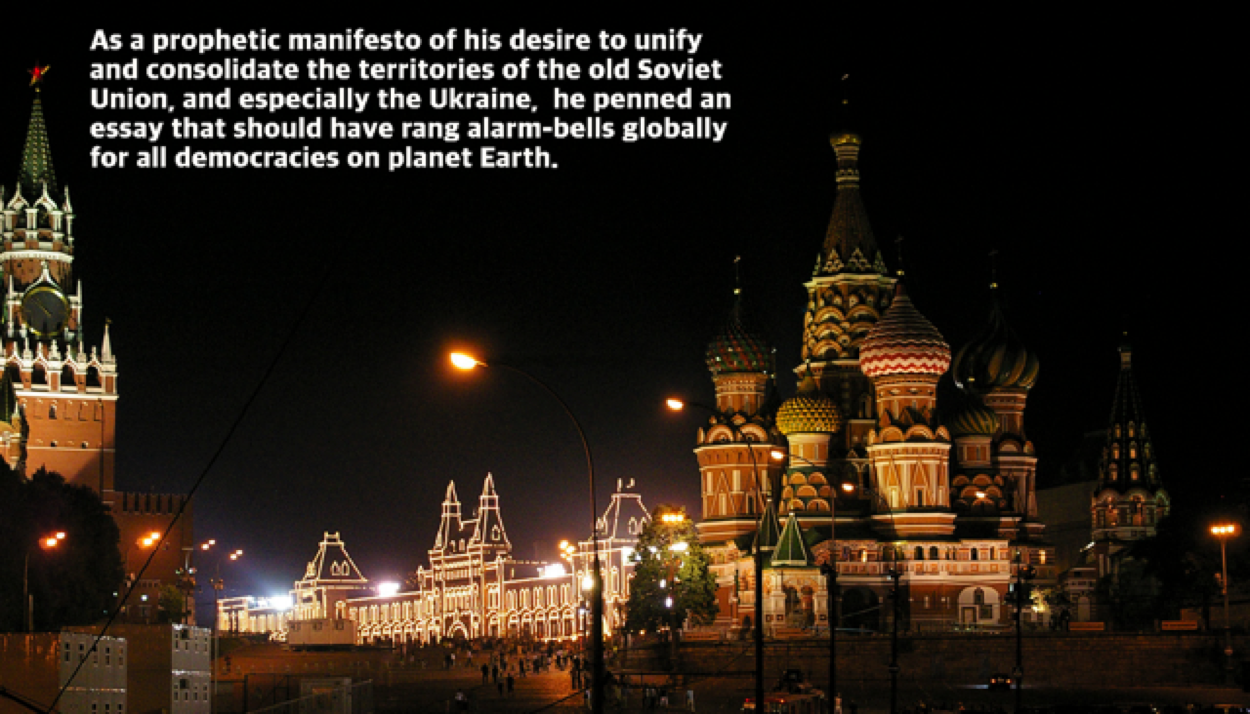 As a prophetic manifesto of his desire to unify
and consolidate the territories of the old Soviet
Union, and especially the Ukraine,  he penned an
essay that should have rang alarm-bells globally
for all democracies on planet Earth.